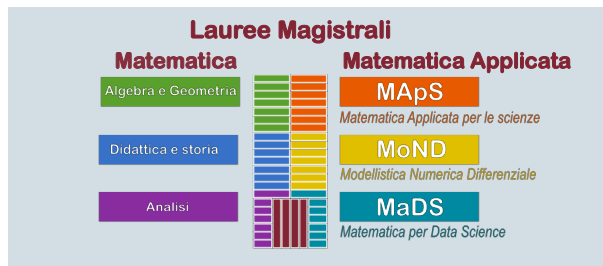 Lauree Magistrali
Matematica
Matematica Applicata
Algebra e Geometria
MApS
Matematica Applicata per le scienze
Didattica e storia
MoND
Modellistica Numerica Differenziale
Analisi
MaDS
Matematica per Data Science